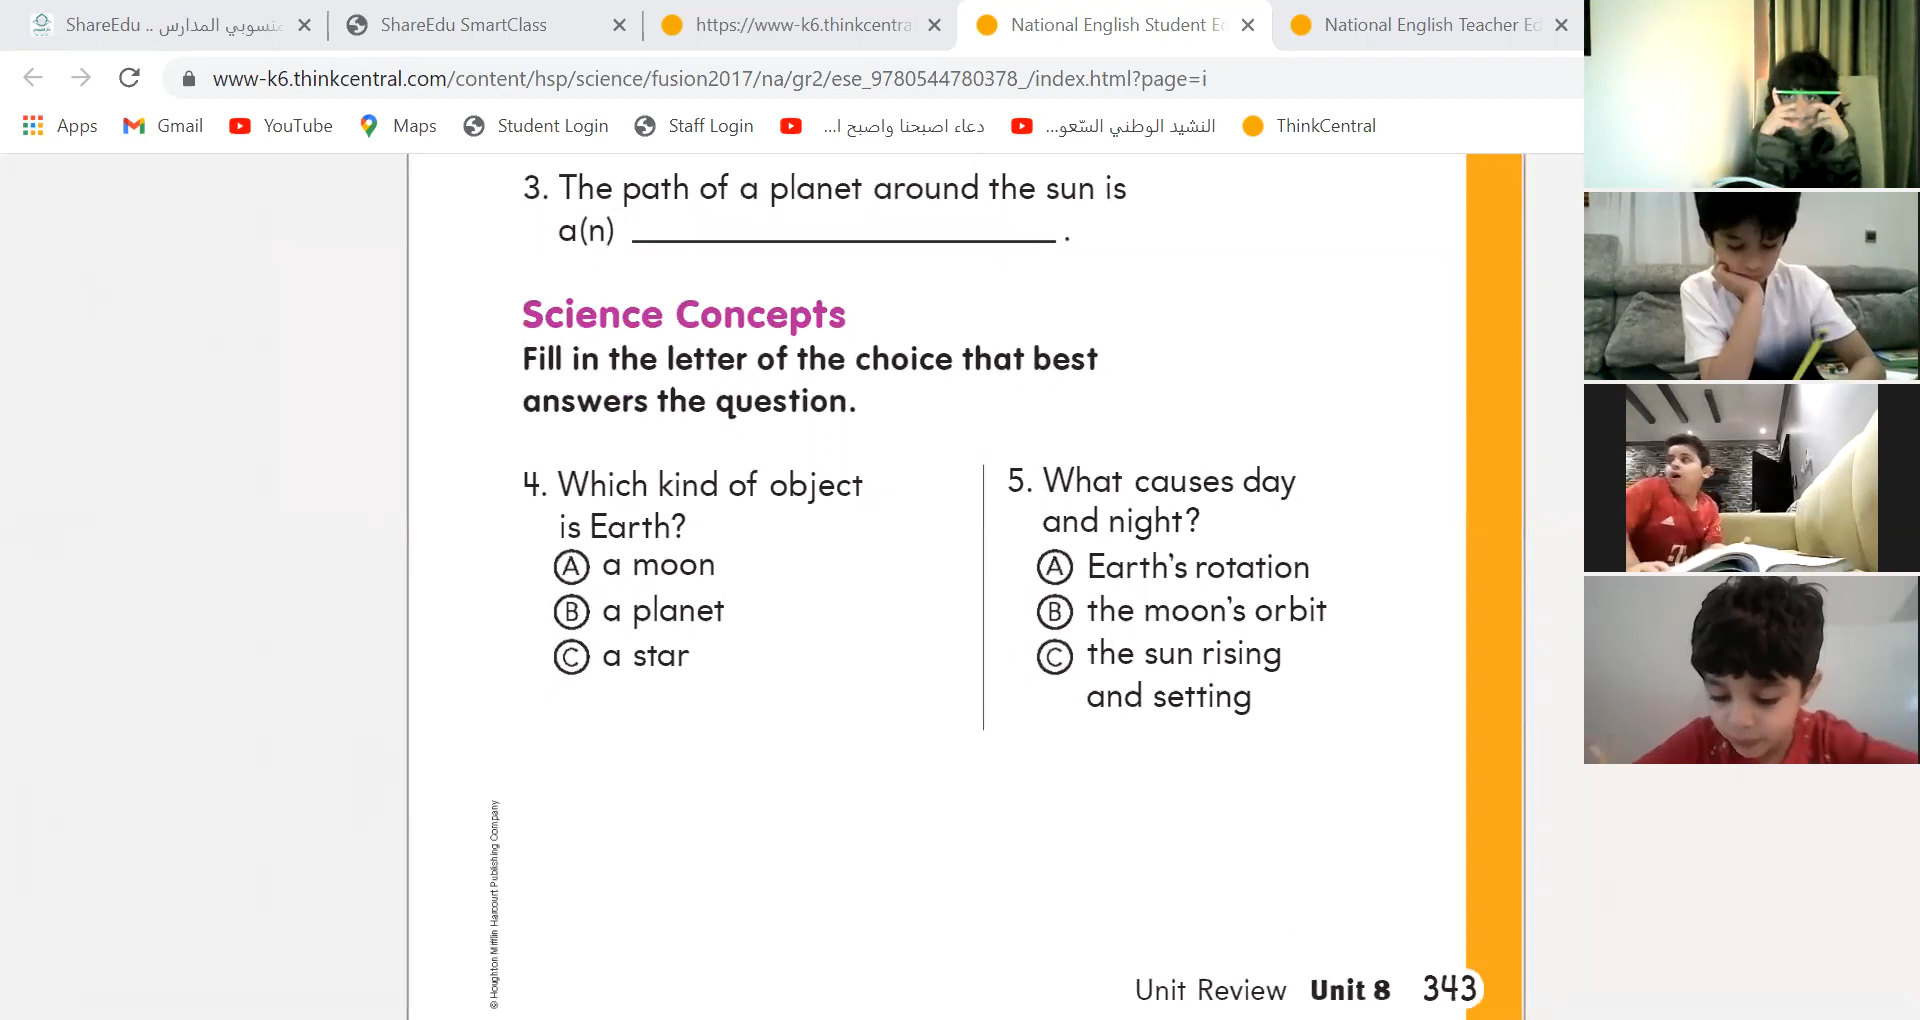 ShareEdu .. منسوبي المدارس
ShareEdu SmartClass
https://www-k6.thinkcentra
National English Student Ed
National English Teacher Ed
www-k6.thinkcentral.com/content/hsp/science/fusion2017/na/gr2/ese_9780544780378_/index.html?page=i
Apps
Gmail
YouTube
Maps
Student Login
Staff Login
دعاء اصبحنا واصبح ا...
النشيد الوطني السّعو...
ThinkCentral
3. The path of a planet around the sun is
a(n) ______________________ .
Science Concepts
Fill in the letter of the choice that best
answers the question.
4. Which kind of object
is Earth?
A a moon
B a planet
C a star
5. What causes day
and night?
A Earth's rotation
B the moon's orbit
C the sun rising
and setting
© Houghton Mifflin Harcourt Publishing Company
Unit Review Unit 8 343